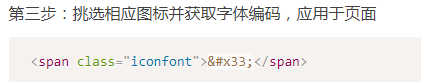 第三步：挑选相应图标并获取字体编码，应用于页面
<span class="iconfont">&#x33;</span>